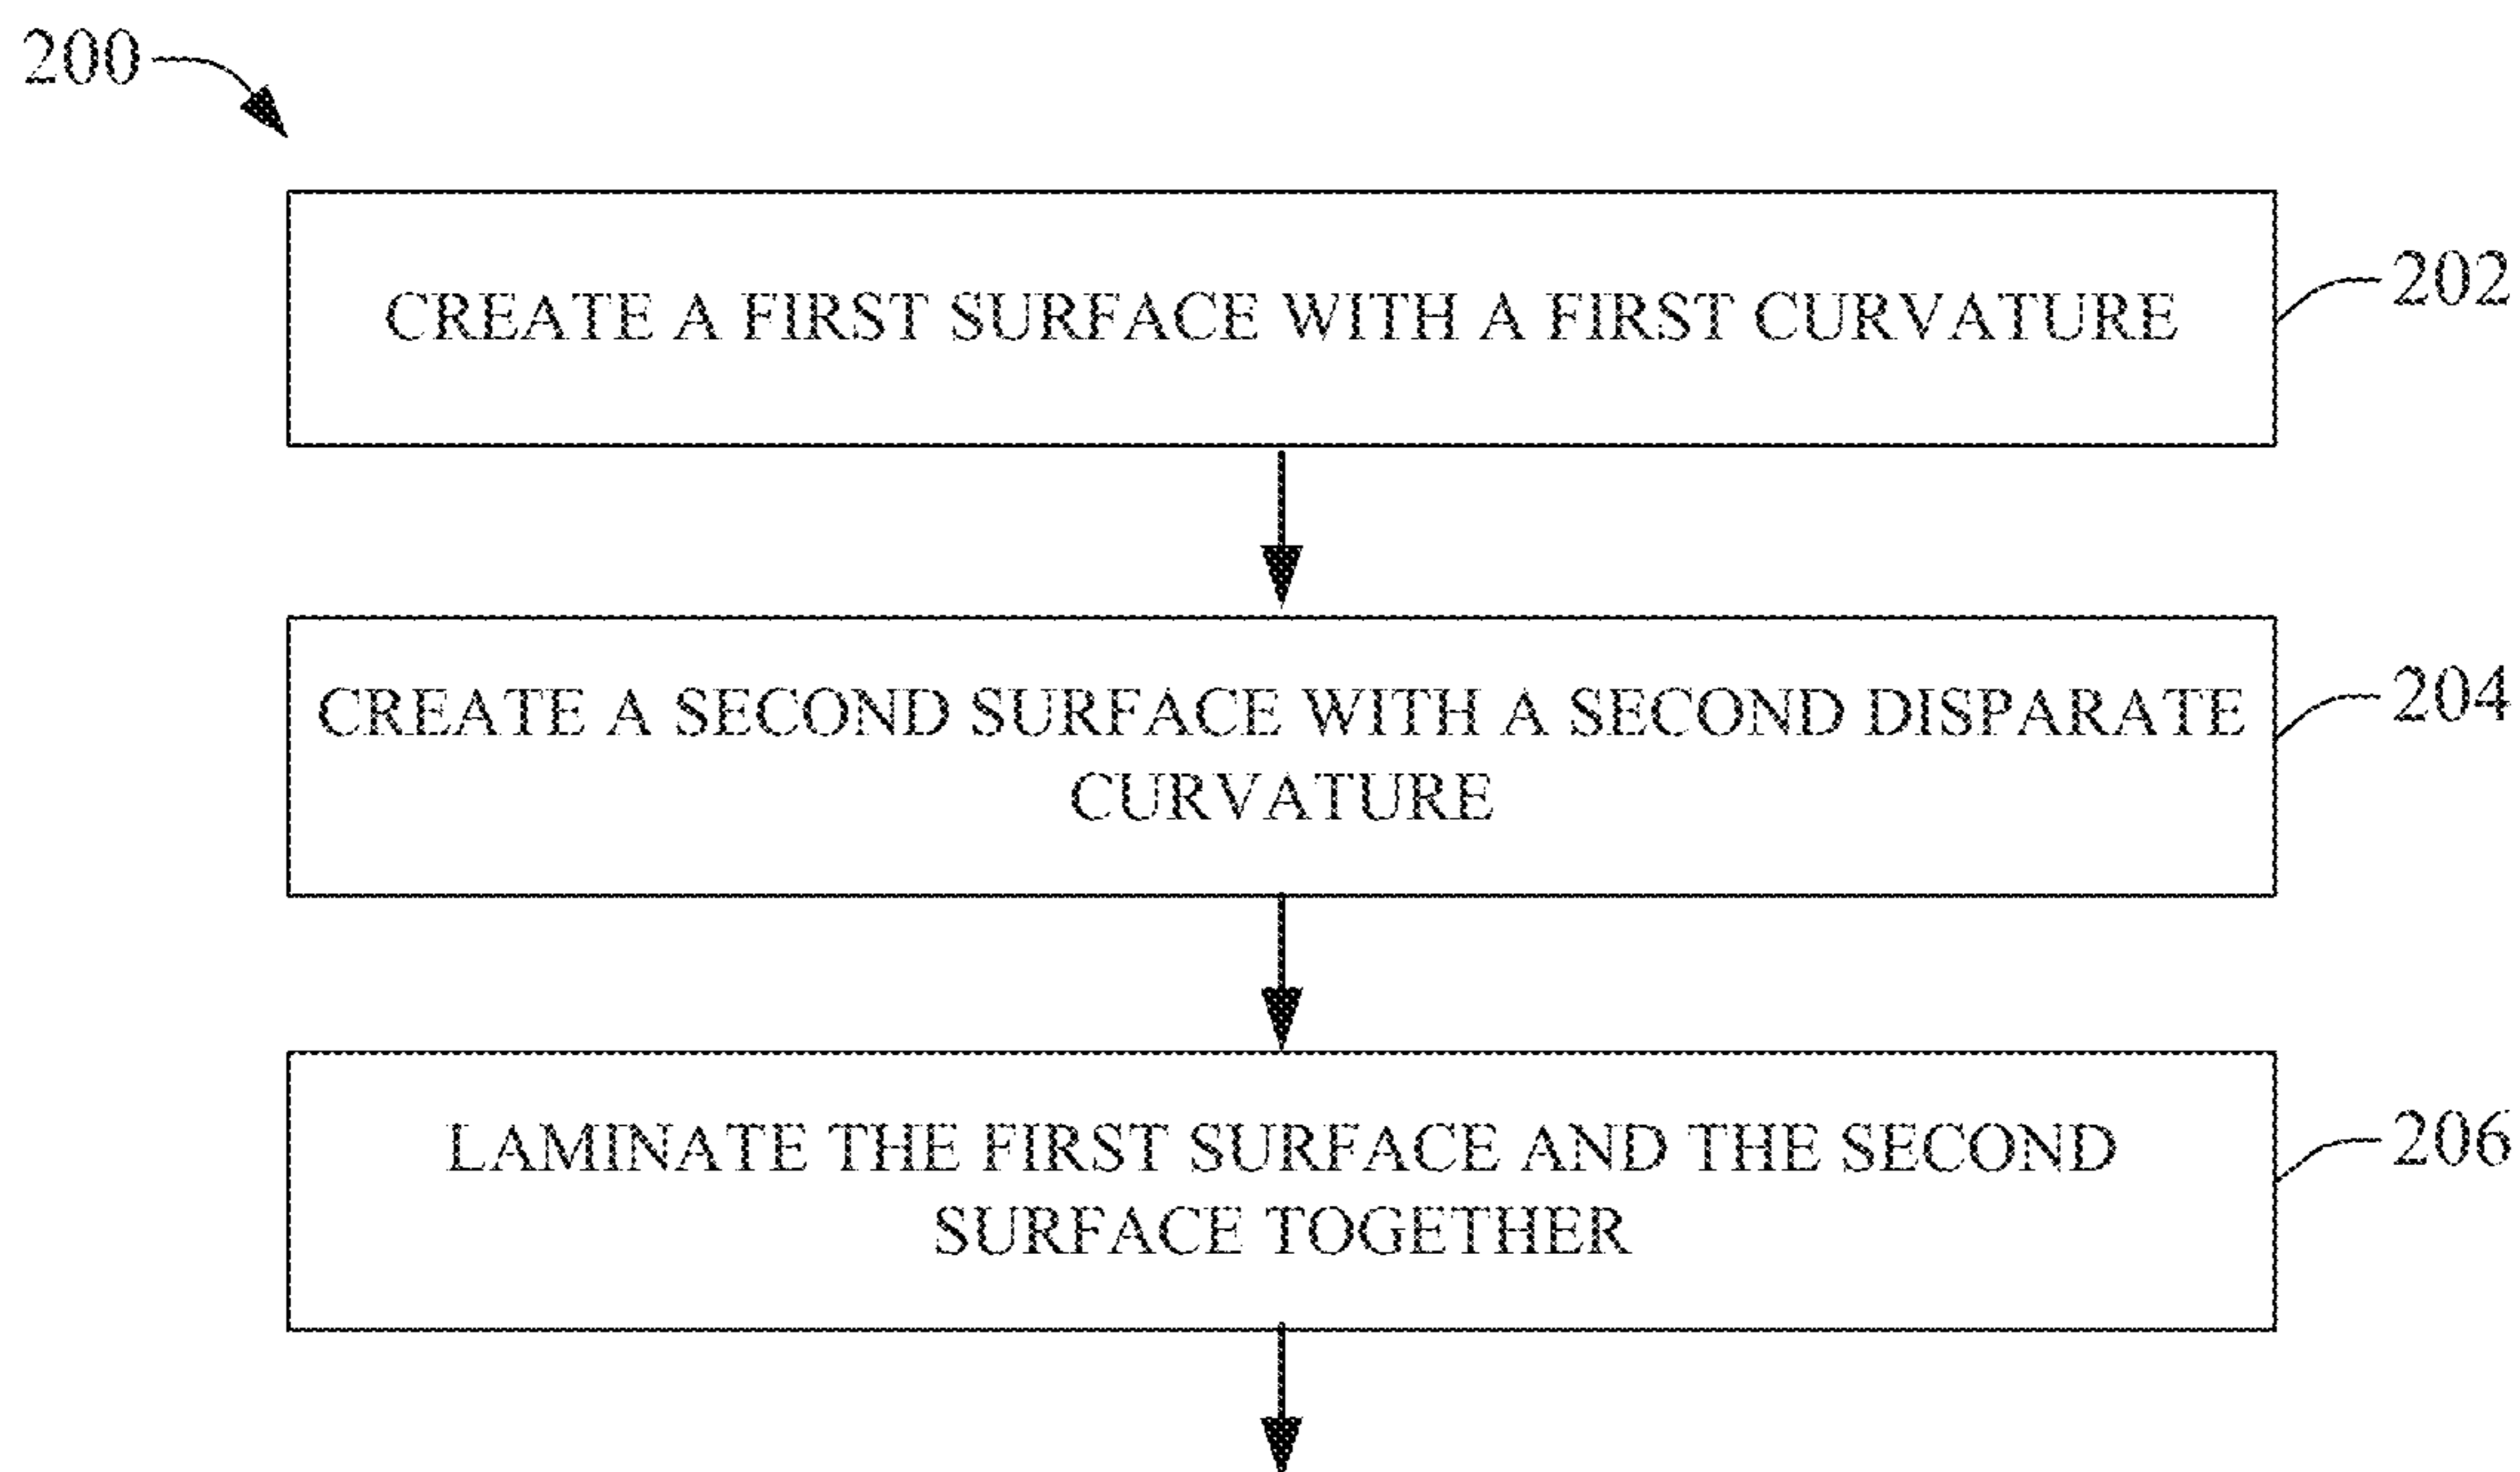 200
CREATE A FIRST SURFACE WITH A FIRST CURVATURE
202
CREATE A SECOND SURFACE WITH A SECOND DISPARATE
CURVATURE
204
LAMINATE THE FIRST SURFACE AND THE SECOND
SURFACE TOGETHER
206